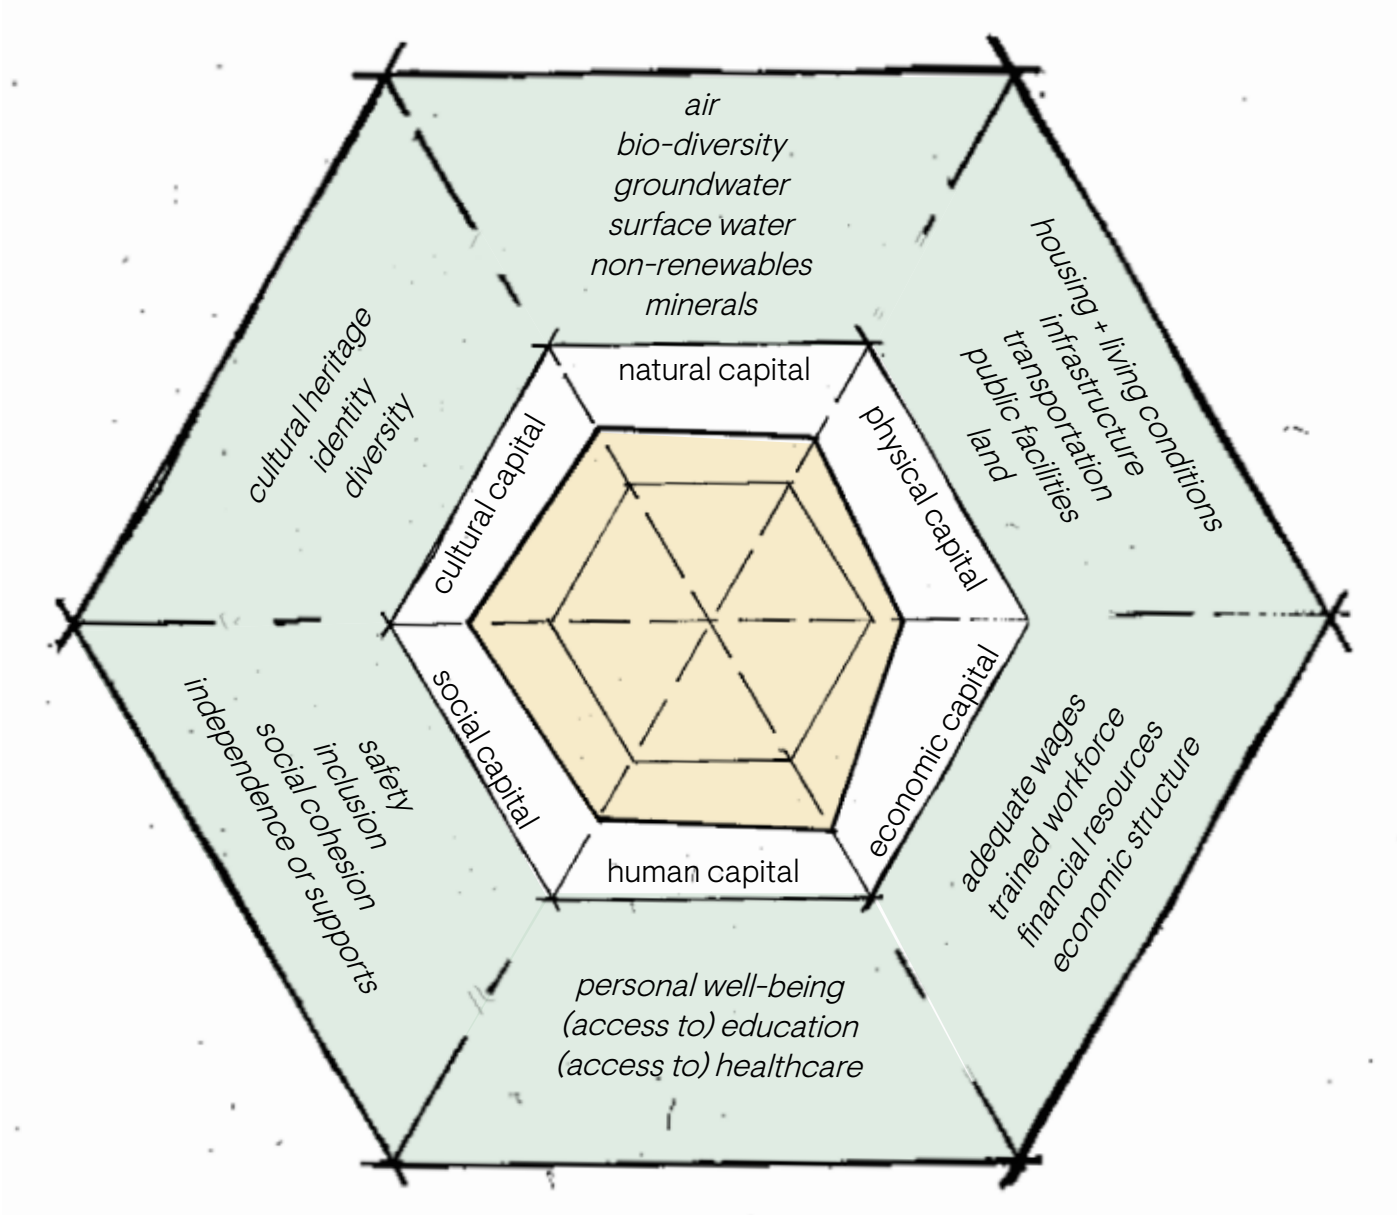 air
bio-diversity
groundwater
surface water
non-renewables
minerals
natural capital
housing + living conditions
infrastructure
transportation
public facilities
land
physical capital
adequate wages
trained workforce
financial resources
economic structure
economic capital
personal well-being
(access to) education
(access to) healthcare
human capital
safety
inclusion
social cohesion
independence or supports
social capital
cultural heritage
identity
diversity
cultural capital